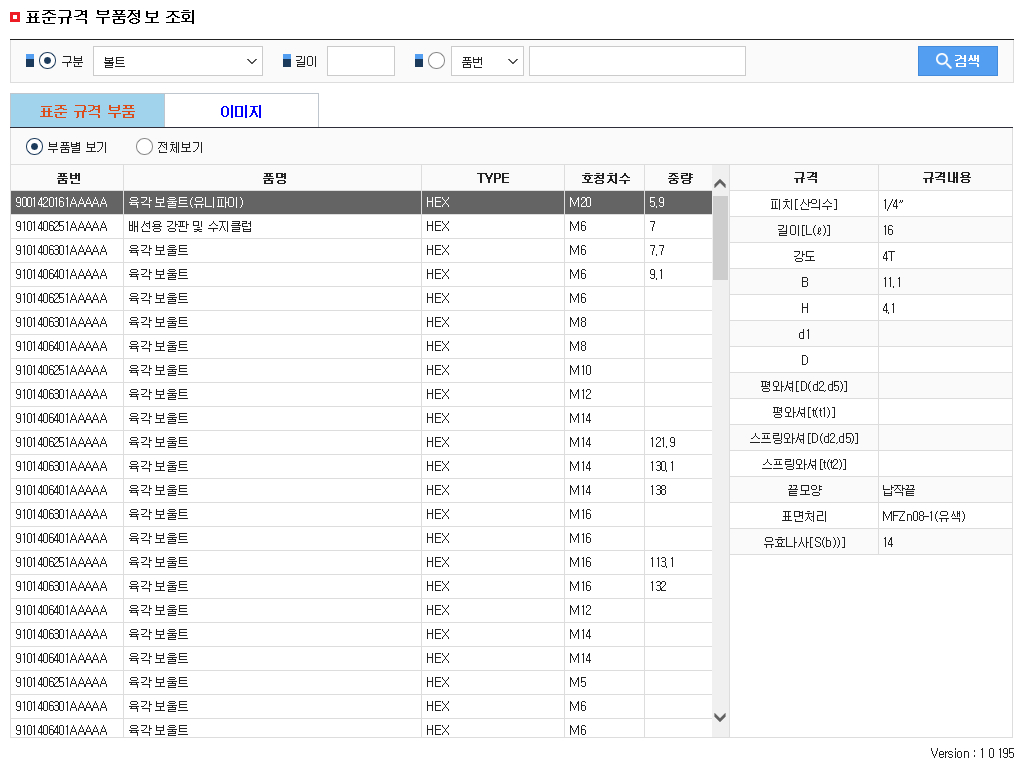 표준규격 부품정보 조회
구분 볼트 길이 품번 검색
표준 규격 부품 이미지
부품별 보기 전체보기
품번 품명 TYPE 호칭치수 중량
9001420161AAAAA 육각 보울트(유니파이) HEX M20 5.9
9101406251AAAAA 배선용 강판 및 수지클럽 HEX M6 7
9101406301AAAAA 육각 보울트 HEX M6 7.7
9101406401AAAAA 육각 보울트 HEX M6 9.1
9101406251AAAAA 육각 보울트 HEX M6
9101406301AAAAA 육각 보울트 HEX M8
9101406401AAAAA 육각 보울트 HEX M8
9101406251AAAAA 육각 보울트 HEX M10
9101406301AAAAA 육각 보울트 HEX M12
9101406401AAAAA 육각 보울트 HEX M14
9101406251AAAAA 육각 보울트 HEX M14 121.9
9101406301AAAAA 육각 보울트 HEX M14 130.1
9101406401AAAAA 육각 보울트 HEX M14 138
9101406301AAAAA 육각 보울트 HEX M16
9101406401AAAAA 육각 보울트 HEX M16
9101406251AAAAA 육각 보울트 HEX M16 113.1
9101406301AAAAA 육각 보울트 HEX M16 132
9101406401AAAAA 육각 보울트 HEX M12
9101406301AAAAA 육각 보울트 HEX M14
9101406401AAAAA 육각 보울트 HEX M14
9101406251AAAAA 육각 보울트 HEX M5
9101406301AAAAA 육각 보울트 HEX M6
9101406401AAAAA 육각 보울트 HEX M6
규격 규격내용
피치[산의수] 1/4"
길이[L(ℓ)] 16
강도 4T
B 11.1
H 4.1
d1
D
평와셔[D(d2,d5)]
평와셔[t(t1)]
스프링와셔[D(d2,d5)]
스프링와셔[t(t2)]
끝모양 납작끝
표면처리 MFZn08-1(유색)
유효나사[S(b))] 14
Version : 1 0 195